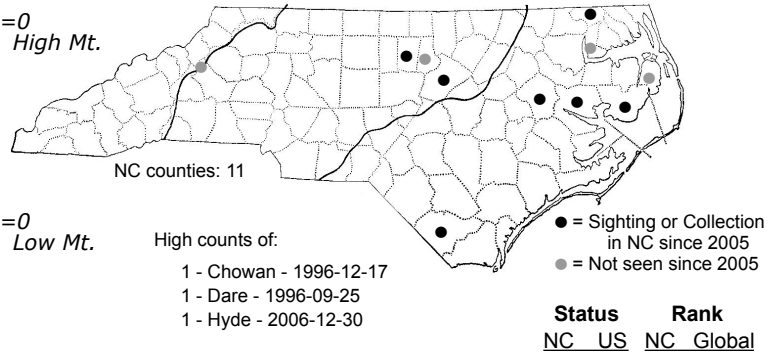 =0
High Mt.
NC counties: 11
=0
Low Mt.
High counts of:
1 - Chowan - 1996-12-17
1 - Dare - 1996-09-25
1 - Hyde - 2006-12-30
= Sighting or Collection
in NC since 2005
= Not seen since 2005
Status Rank
NC US NC Global